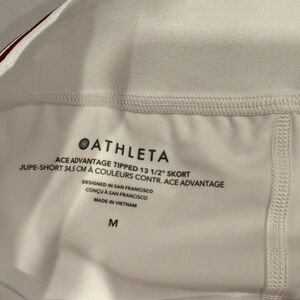 ATHLETA
ACE ADVANTAGE TIPPED 13 1/2" SKORT
JUPE-SHORT 34,5 CM À COULEURS CONTR. ACE ADVANTAGE
DESIGNED IN SAN FRANCISCO
CONÇU À SAN FRANCISCO
MADE IN VIETNAM
M